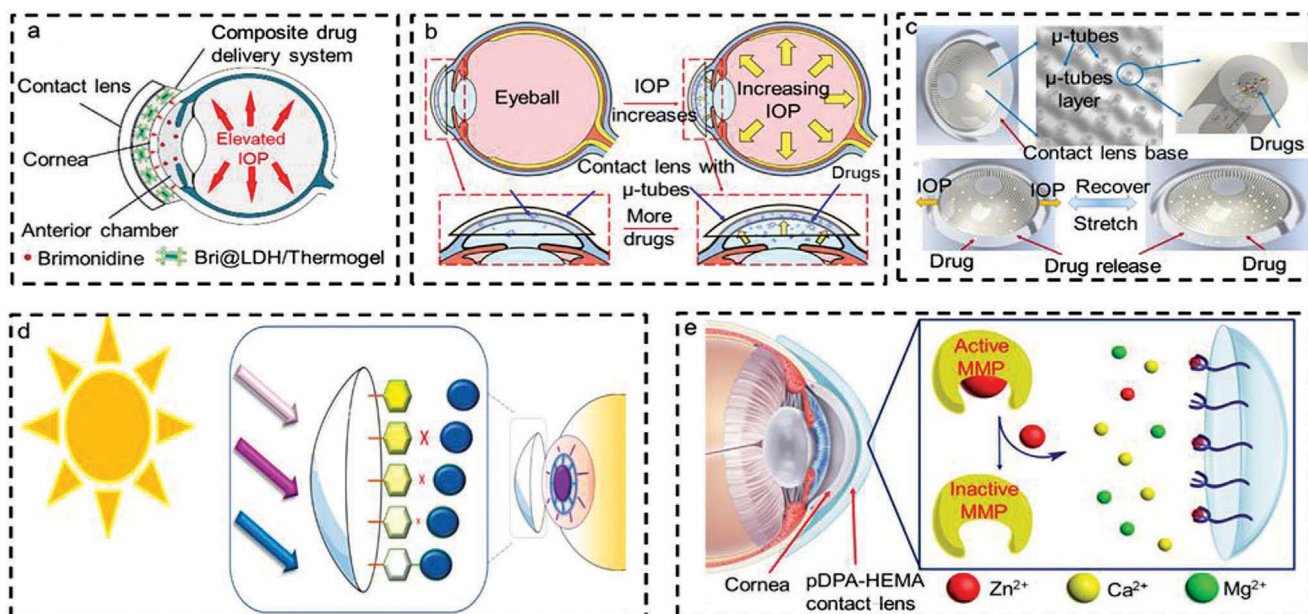 a
Composite drug
delivery system
Contact lens
Cornea
Elevated
IOP
Anterior chamber
Brimonidine
Bri@LDH/Thermogel
b
Eyeball
IOP
increases
Increasing
IOP
Contact lens with
μ-tubes
Drugs
More
drugs
c
μ-tubes
μ-tubes
layer
Drugs
Contact lens base
IOP
IOP
Recover
Stretch
Drug
Drug release
Drug
d
X
X
X
e
Active
MMP
Inactive
MMP
Cornea
pDPA-HEMA
contact lens
Zn²⁺
Ca²⁺
Mg²⁺